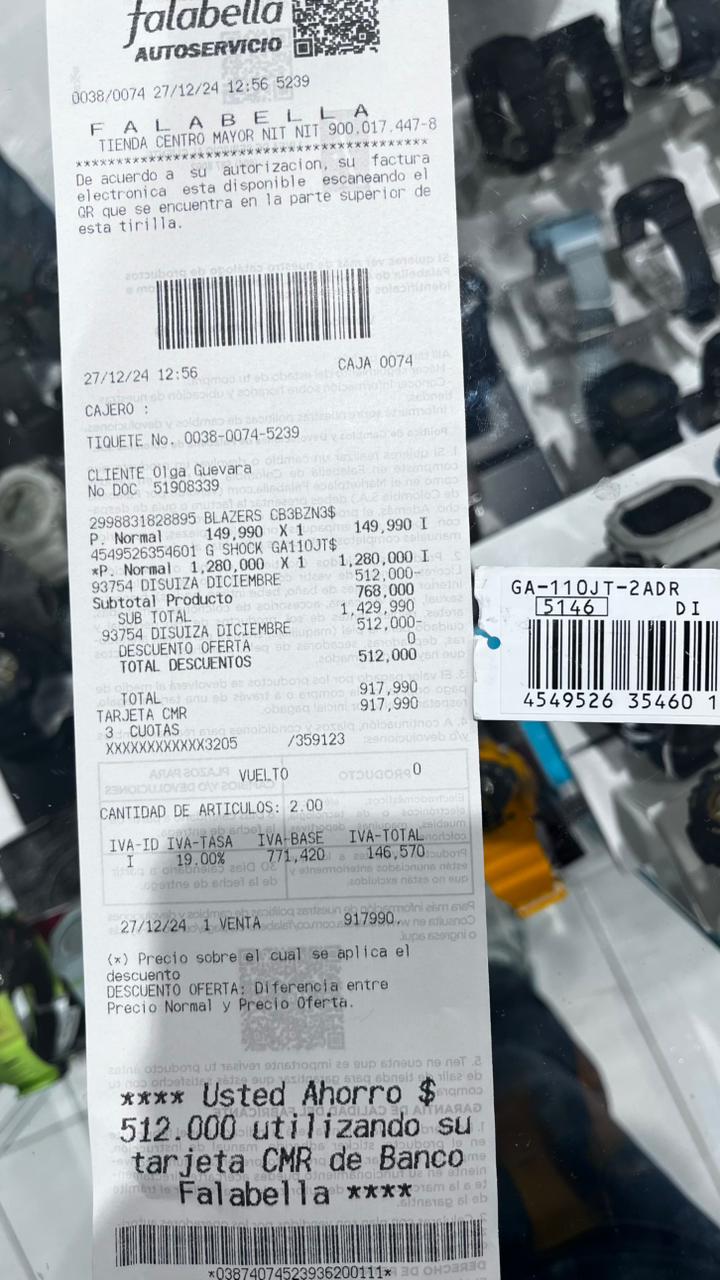 falabella
AUTOSERVICIO
0038/0074 27/12/24 12:56 5239
F A L A B E L L A
TIENDA CENTRO MAYOR NIT NIT 900.017.447-8
****************************************
De acuerdo a su autorizacion, su factura
electronica esta disponible escaneando el
QR que se encuentra en la parte superior de
esta tirilla.
27/12/24 12:56 CAJA 0074
CAJERO :
TIQUETE No. 0038-0074-5239
CLIENTE Olga Guevara
No DOC 51908339
2998831828895 BLAZERS CB3BZN3$
P. Normal 149,990 X 1 149,990 I
4549526354601 G SHOCK GA110JT$
*P. Normal 1,280,000 X 1 1,280,000 I
93754 DISUIZA DICIEMBRE 512,000-
Subtotal Producto 768,000
SUB TOTAL 1,429,990
93754 DISUIZA DICIEMBRE 512,000-
DESCUENTO OFERTA 0
TOTAL DESCUENTOS 512,000
TOTAL 917,990
TARJETA CMR 917,990
3 CUOTAS
XXXXXXXXXXXX3205 /359123
VUELTO 0
CANTIDAD DE ARTICULOS: 2.00
IVA-ID IVA-TASA IVA-BASE IVA-TOTAL
I 19.00% 771,420 146,570
27/12/24 1 VENTA 917990.
(*) Precio sobre el cual se aplica el
descuento
DESCUENTO OFERTA: Diferencia entre
Precio Normal y Precio Oferta.
**** Usted Ahorro $
512.000 utilizando su
tarjeta CMR de Banco
Falabella ****
*03874074523936200111*
GA-110JT-2ADR
5146 DI
4549526 35460 1